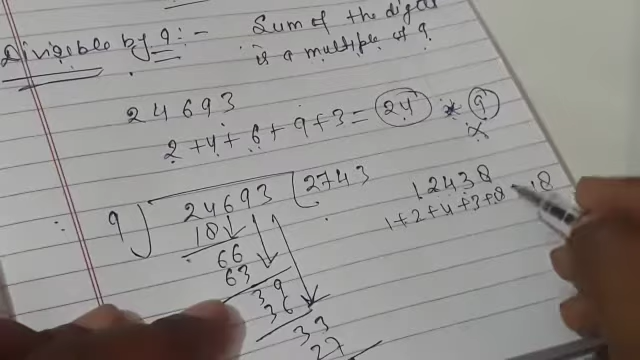 Divisible by 9:- Sum of the digits
is a multiple of 9
24693
2+4+6+9+3=24 * 9
x
9 24693 2743
18
66
63
39
36
33
27
12438
1+2+4+3+8 18